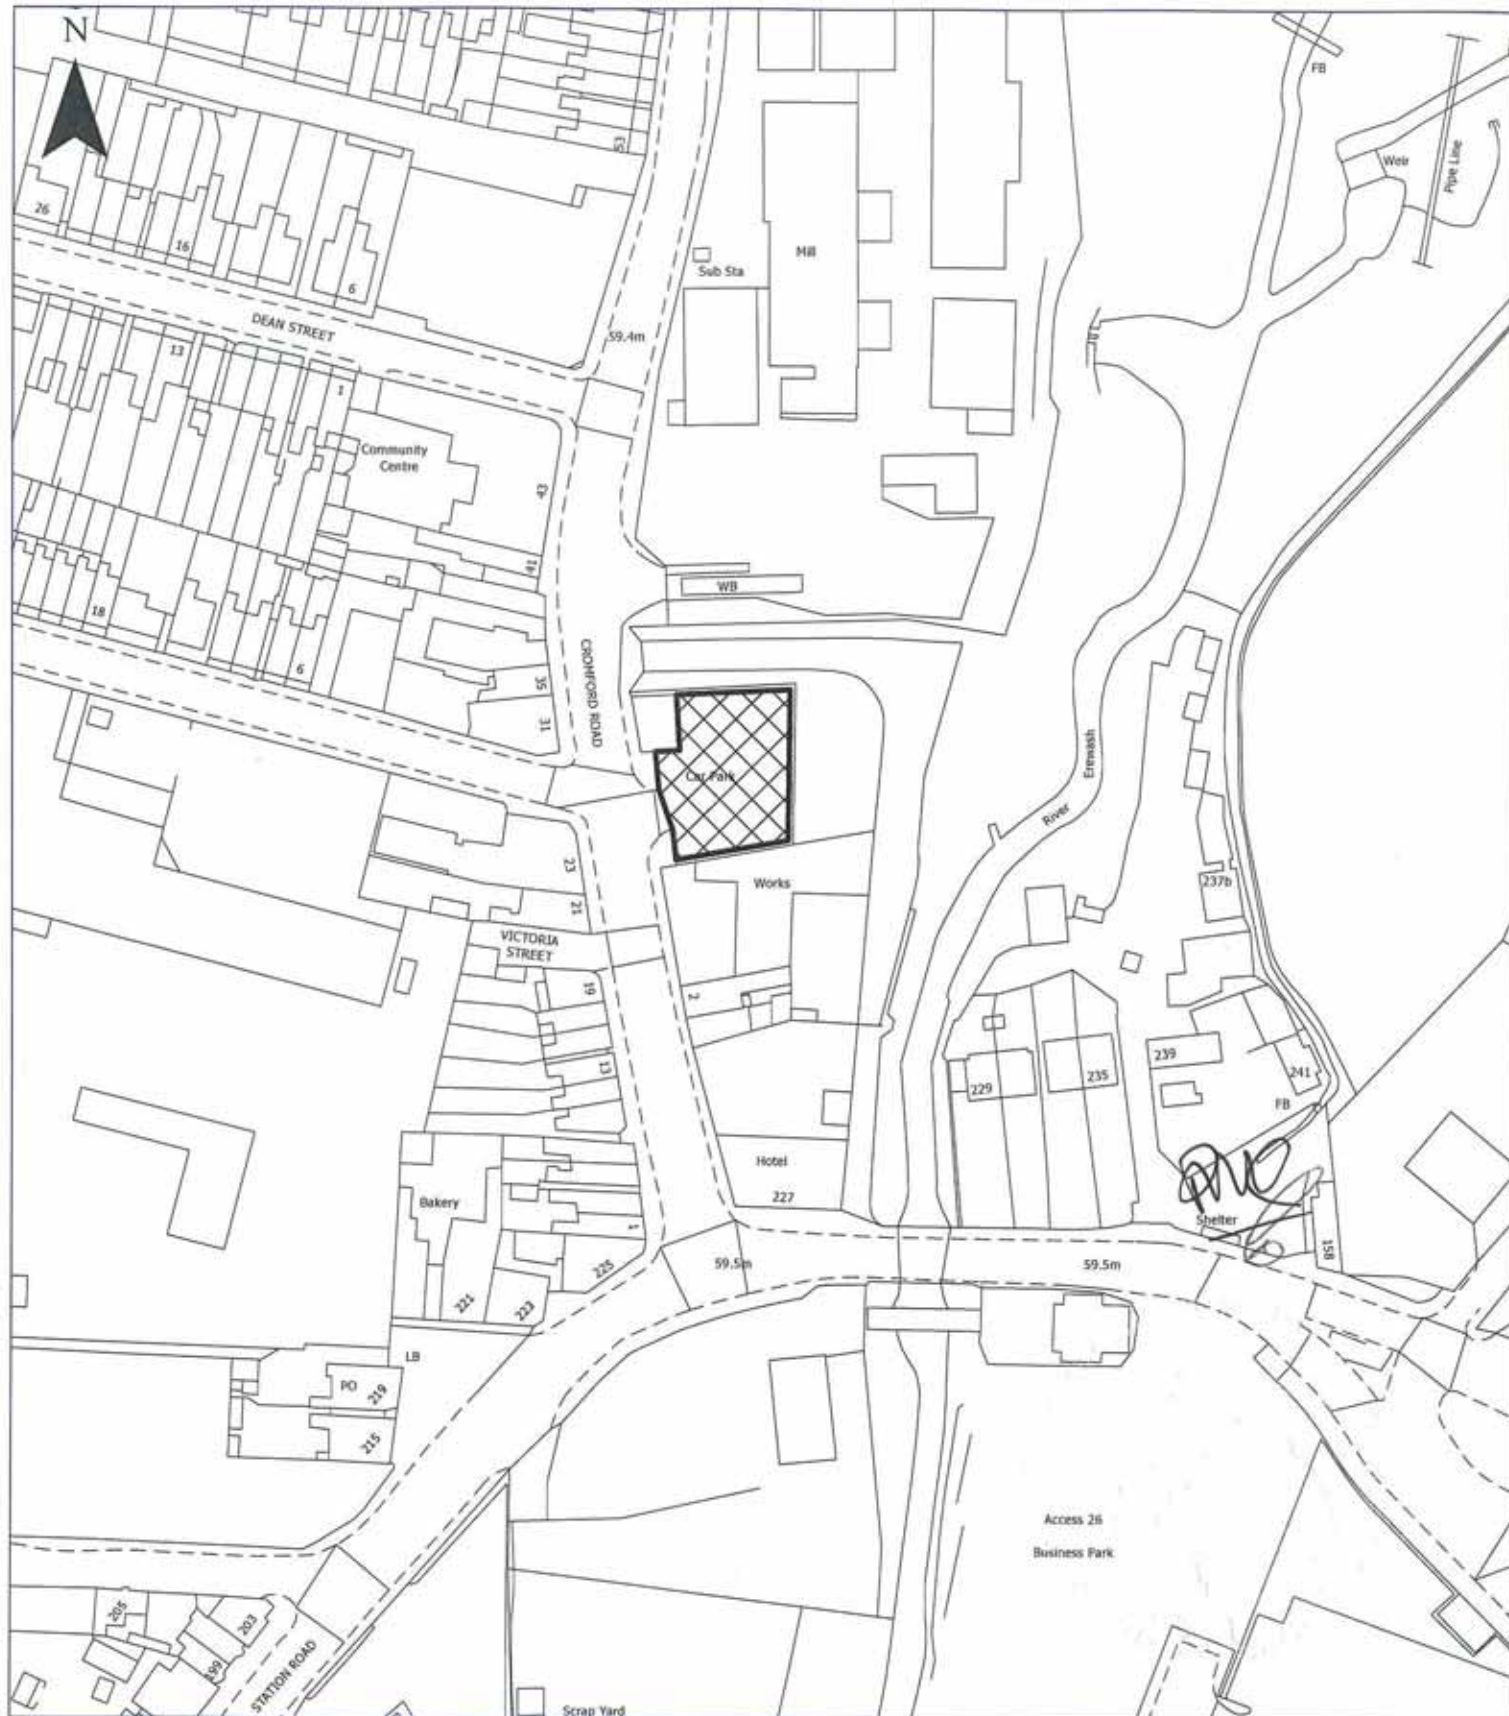 N
FB
53
Weir
Pipe Line
26
16
6
Sub Sta
Mill
DEAN STREET
59.4m
13
1
Community
Centre
43
41
WB
18
6
35
31
CROMFORD ROAD
Car Park
River
Erewash
23
21
Works
237b
VICTORIA
STREET
19
2
13
229
235
239
241
FB
Hotel
227
Bakery
1
Shelter
158
225
59.5m
59.5m
221
223
LB
PO
219
215
Access 26
Business Park
205
203
199
STATION ROAD
Scrap Yard